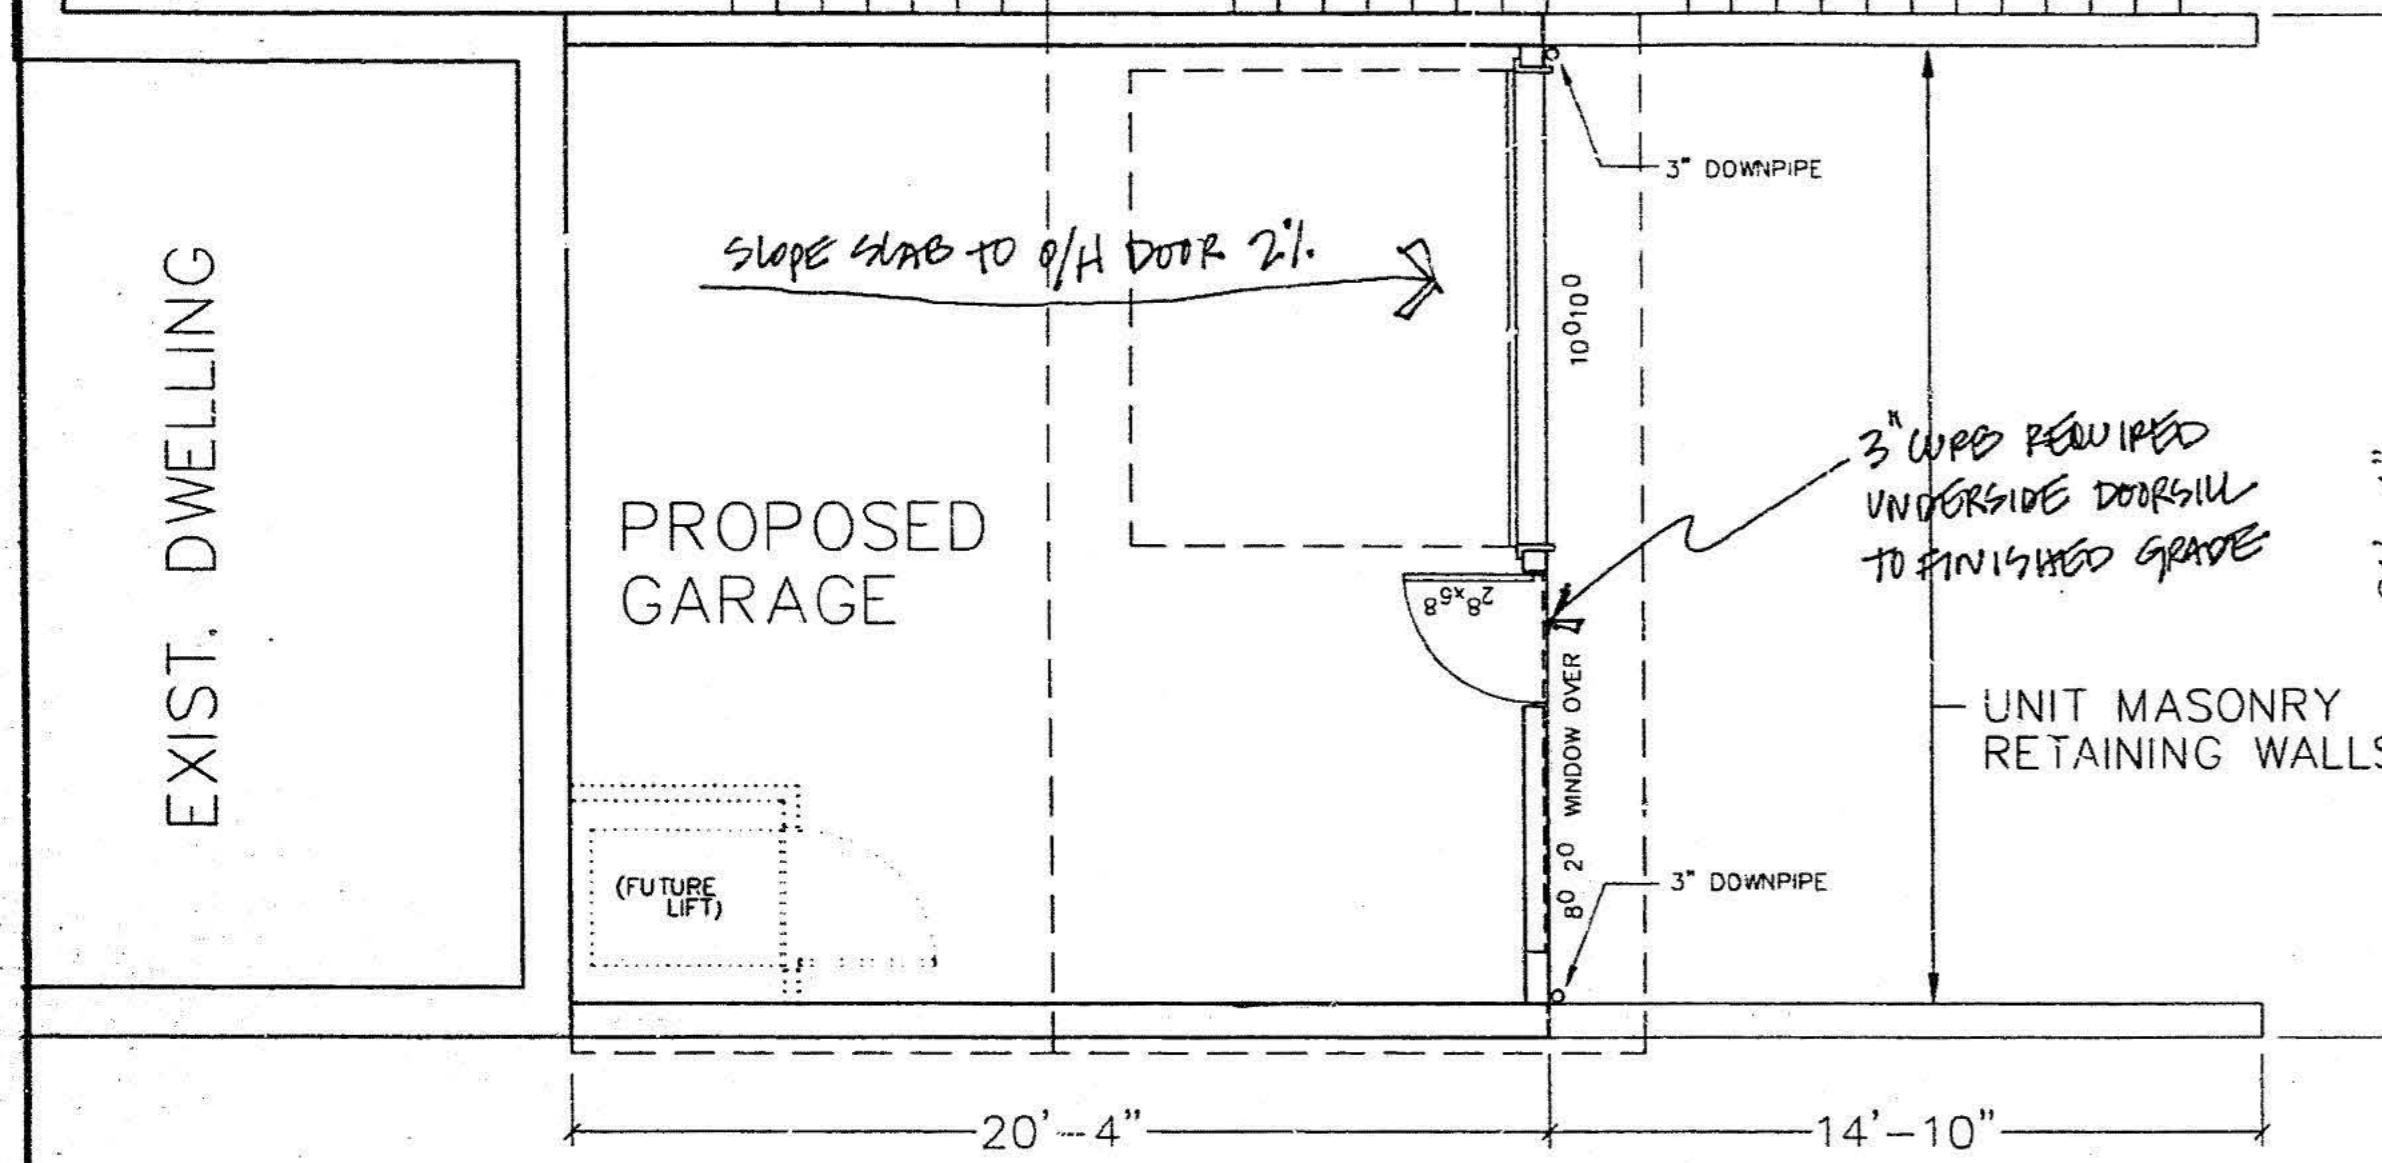 3" DOWNPIPE
SLOPE SLAB TO O/H DOOR 2%
10⁰10⁰
EXIST. DWELLING
3" CURB REQUIRED
UNDERSIDE DOORSILL
TO FINISHED GRADE
PROPOSED
GARAGE
2⁸x6⁸
8⁰ 2⁰ WINDOW OVER
UNIT MASONRY
RETAINING WALLS
(FUTURE
LIFT)
3" DOWNPIPE
20'-4"
14'-10"